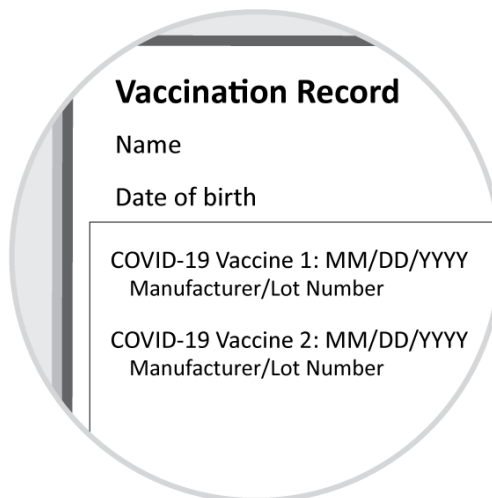 Vaccination Record
Name
Date of birth
COVID-19 Vaccine 1: MM/DD/YYYY
Manufacturer/Lot Number
COVID-19 Vaccine 2: MM/DD/YYYY
Manufacturer/Lot Number